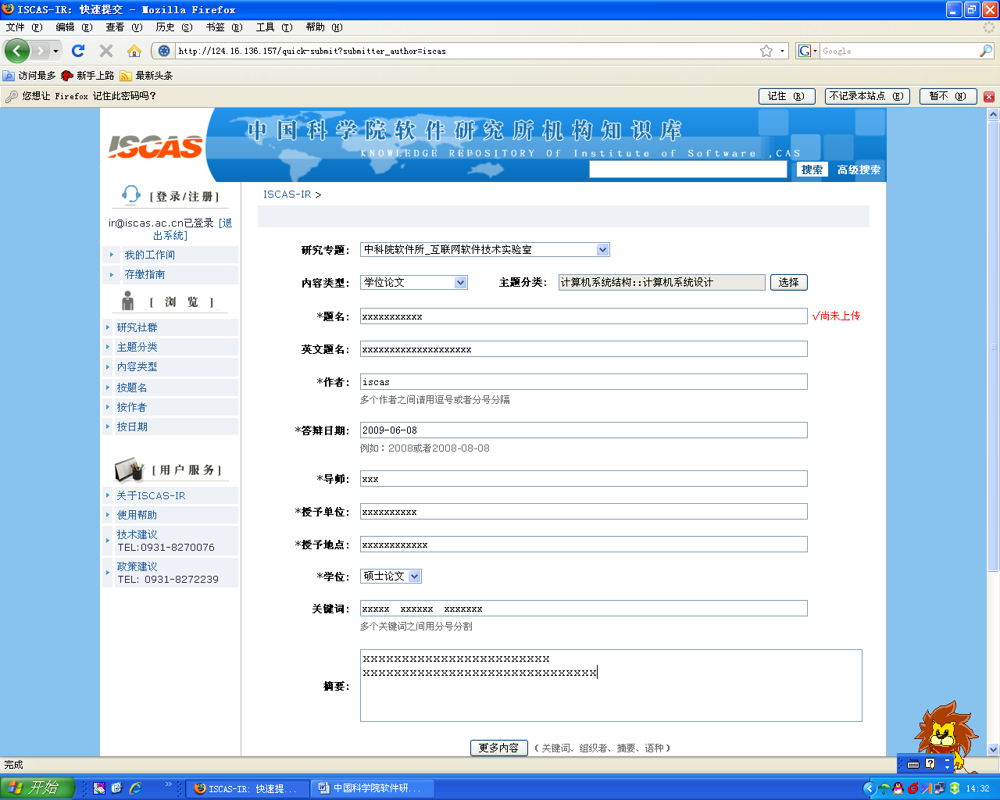 ISCAS-IR: 快速提交 - Mozilla Firefox
文件 (F) 编辑 (E) 查看 (V) 历史 (S) 书签 (B) 工具 (T) 帮助 (H)
http://124.16.136.157/quick-submit?submitter_author=iscas
G Google
访问最多 新手上路 最新头条
您想让 Firefox 记住此密码吗? 记住 (R) 不记录本站点 (E) 暂不 (N)
ISCAS
中国科学院软件研究所机构知识库
KNOWLEDGE REPOSITORY Of Institute of Software ,CAS
搜索 高级搜索
[登录/注册]
ir@iscas.ac.cn已登录 [退
出系统]
我的工作间
存缴指南
[ 浏 览 ]
研究社群
主题分类
内容类型
按题名
按作者
按日期
[用户服务]
关于ISCAS-IR
使用帮助
技术建议
TEL:0931-8270076
政策建议
TEL: 0931-8272239
ISCAS-IR >
研究专题: 中科院软件所_互联网软件技术实验室
内容类型: 学位论文 主题分类: 计算机系统结构::计算机系统设计 选择
*题名: xxxxxxxxxxx √尚未上传
英文题名: xxxxxxxxxxxxxxxxxxxx
*作者: iscas
多个作者之间请用逗号或者分号分隔
*答辩日期: 2009-06-08
例如：2008或者2008-08-08
*导师: xxx
*授予单位: xxxxxxxxxx
*授予地点: xxxxxxxxxxxx
*学位: 硕士论文
关键词: xxxxx xxxxxx xxxxxxx
多个关键词之间用分号分割
摘要: xxxxxxxxxxxxxxxxxxxxxxxx
xxxxxxxxxxxxxxxxxxxxxxxxxxxxxx
更多内容 （关键词、组织者、摘要、语种）
完成
开始 ISCAS-IR: 快速提... 中国科学院软件研... 14:32